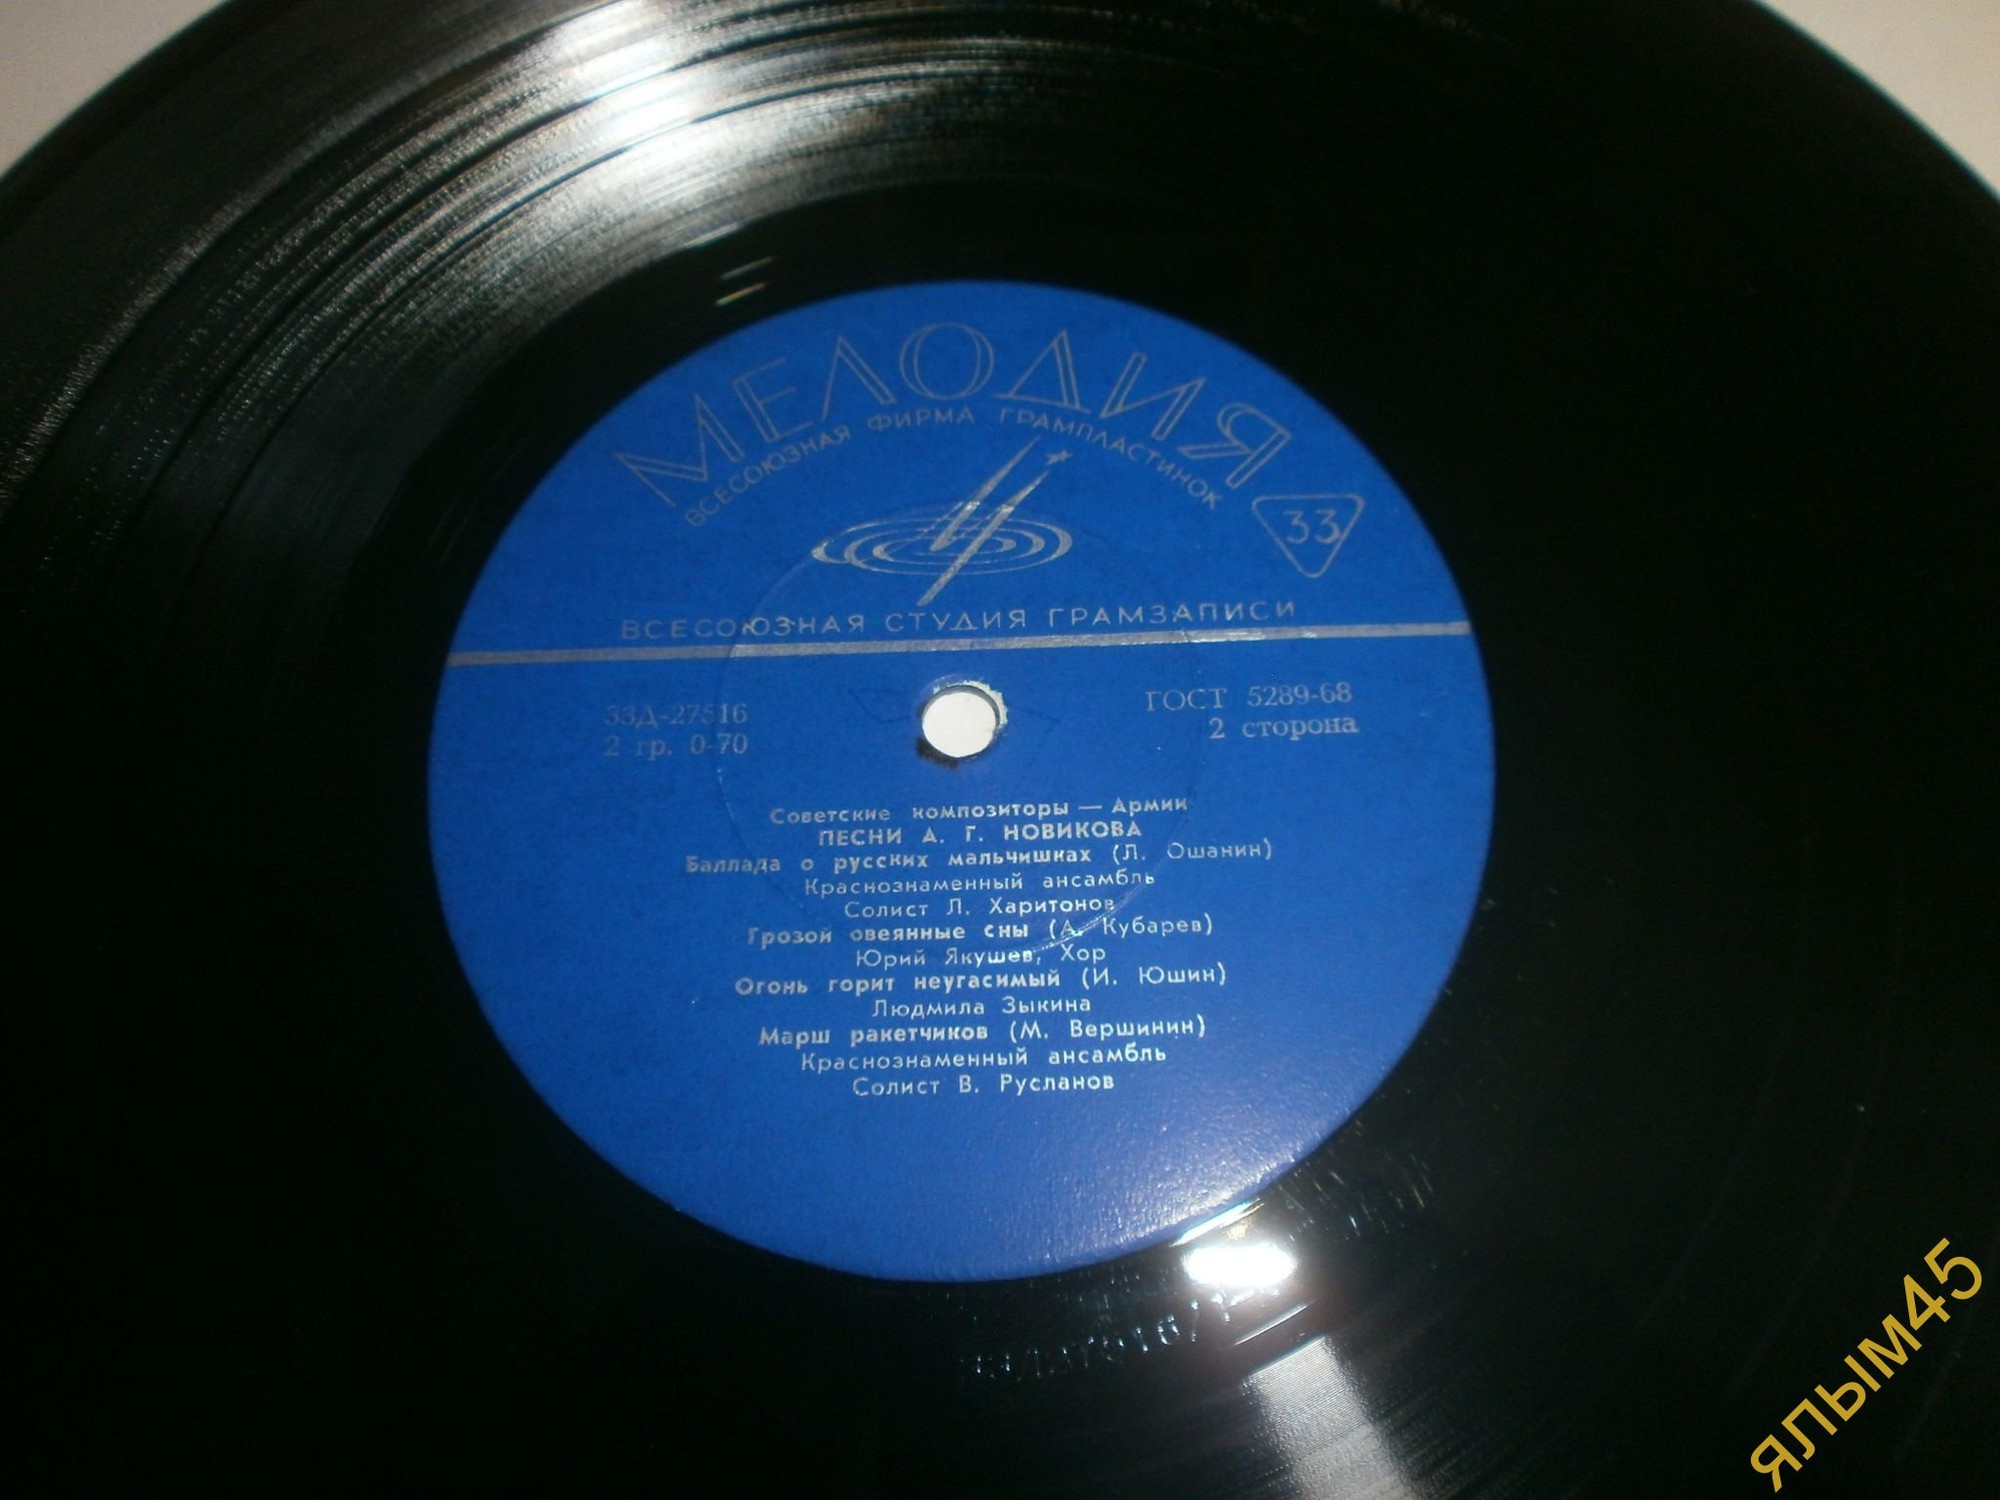 МЕЛОДИЯ
ВСЕСОЮЗНАЯ ФИРМА ГРАМПЛАСТИНОК
33
ВСЕСОЮЗНАЯ СТУДИЯ ГРАМЗАПИСИ
33Д-27516
2 гр. 0-70
ГОСТ 5289-68
2 сторона
Советские композиторы — Армии
ПЕСНИ А. Г. НОВИКОВА
Баллада о русских мальчишках (Л. Ошанин)
Краснознаменный ансамбль
Солист Л. Харитонов
Грозой овеянные сны (А. Кубарев)
Юрий Якушев, Хор
Огонь горит неугасимый (И. Юшин)
Людмила Зыкина
Марш ракетчиков (М. Вершинин)
Краснознаменный ансамбль
Солист В. Русланов
ялым45